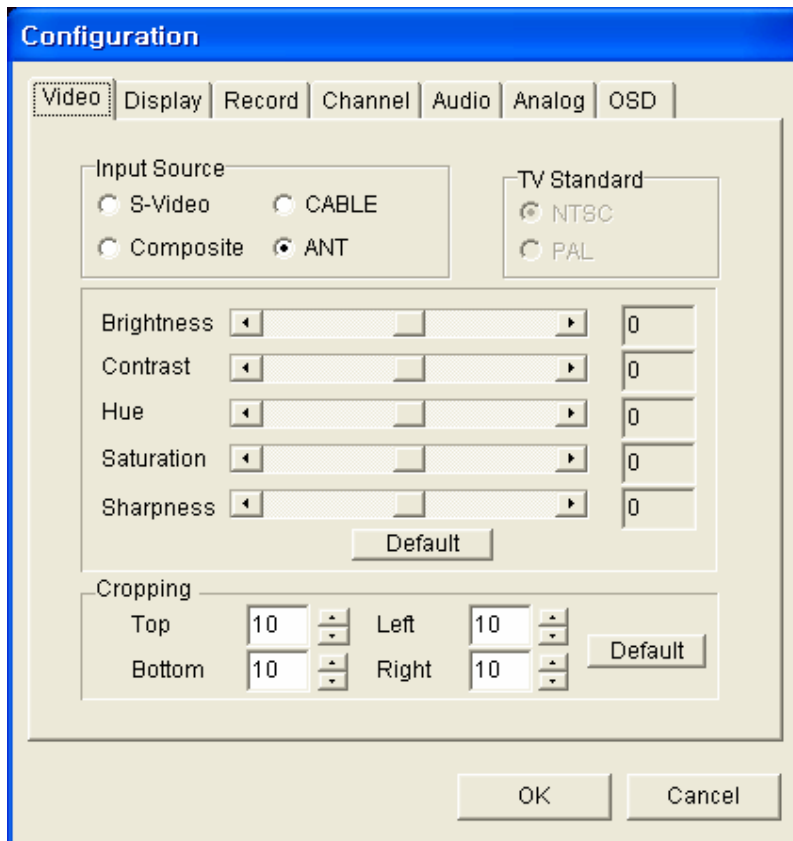 Configuration
Video Display Record Channel Audio Analog OSD
Input Source
S-Video CABLE
Composite ANT
TV Standard
NTSC
PAL
Brightness 0
Contrast 0
Hue 0
Saturation 0
Sharpness 0
Default
Cropping
Top 10 Left 10
Bottom 10 Right 10
Default
OK Cancel